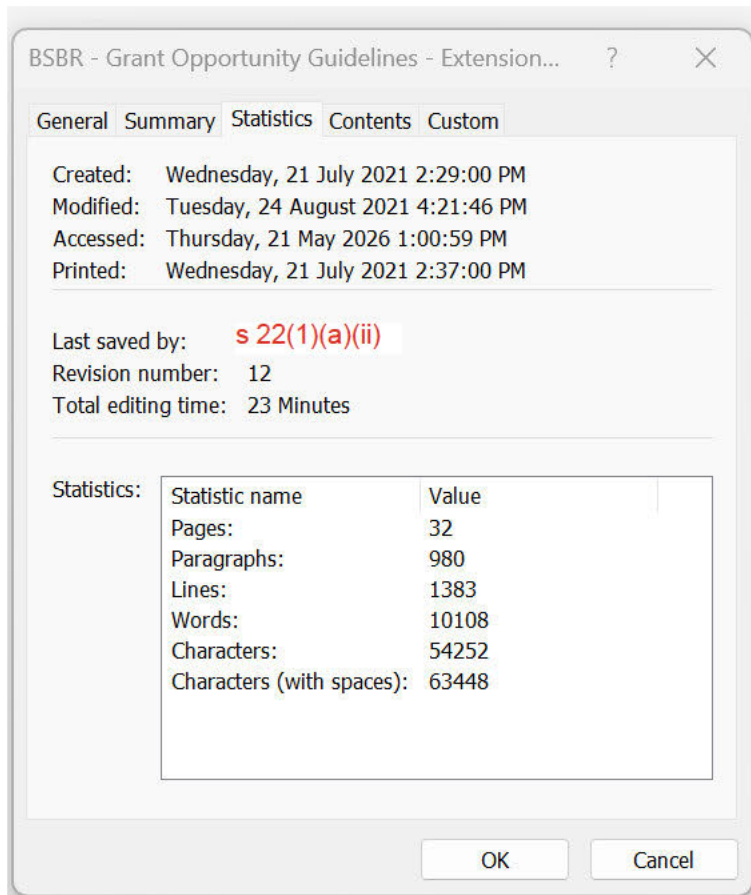 BSBR - Grant Opportunity Guidelines - Extension... ?
General Summary Statistics Contents Custom
Created: Wednesday, 21 July 2021 2:29:00 PM
Modified: Tuesday, 24 August 2021 4:21:46 PM
Accessed: Thursday, 21 May 2026 1:00:59 PM
Printed: Wednesday, 21 July 2021 2:37:00 PM
Last saved by: s 22(1)(a)(ii)
Revision number: 12
Total editing time: 23 Minutes
Statistics: Statistic name Value
Pages: 32
Paragraphs: 980
Lines: 1383
Words: 10108
Characters: 54252
Characters (with spaces): 63448
OK Cancel